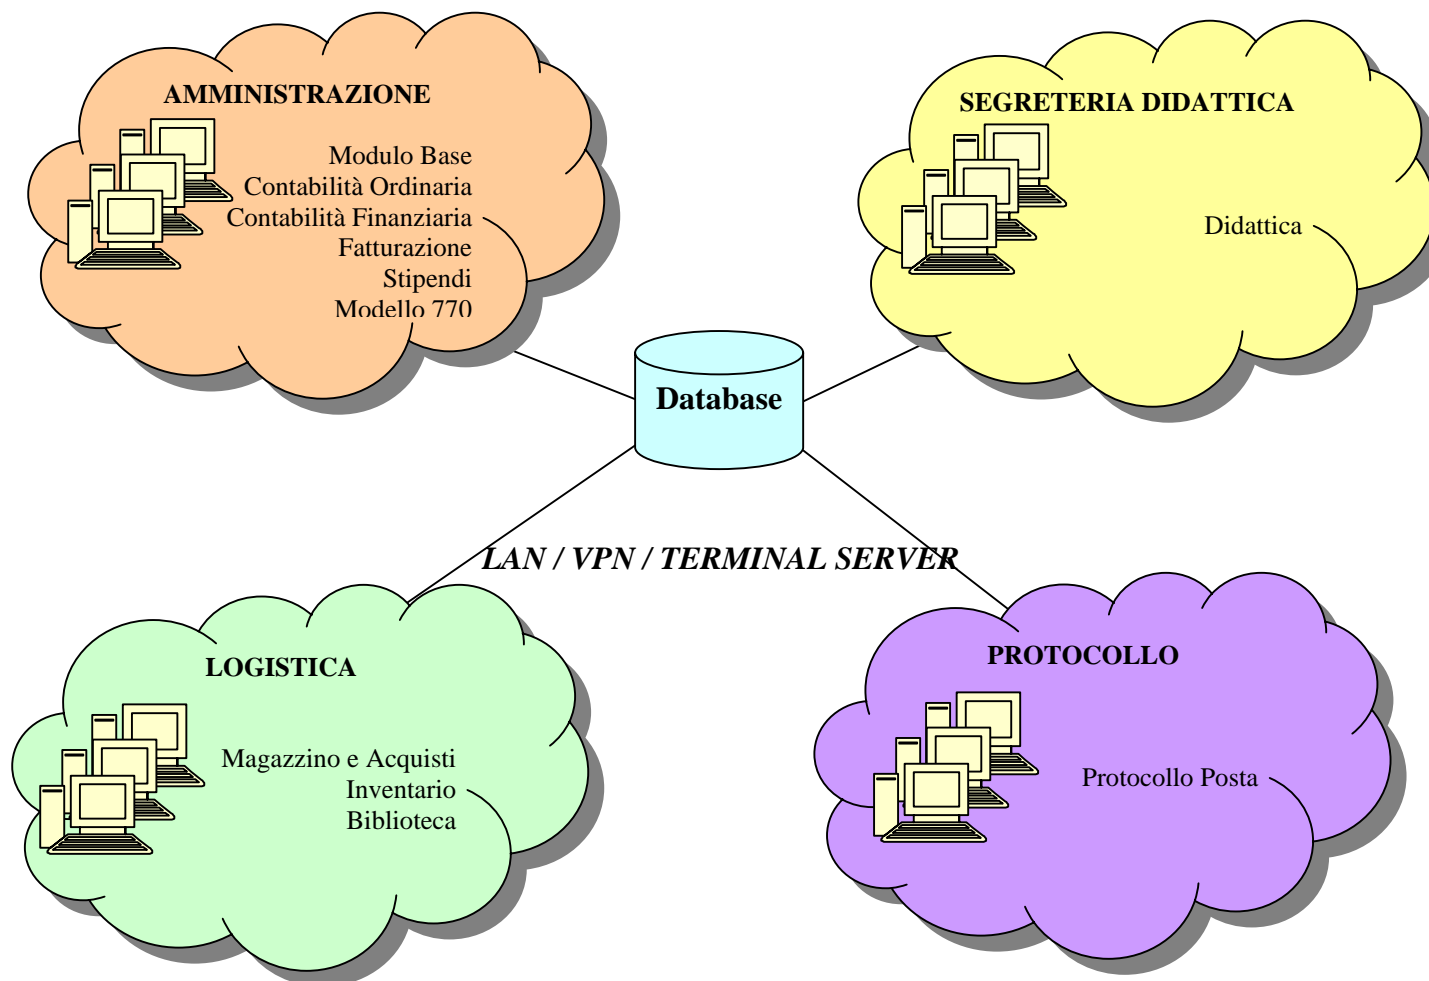 AMMINISTRAZIONE
Modulo Base
Contabilità Ordinaria
Contabilità Finanziaria
Fatturazione
Stipendi
Modello 770
SEGRETERIA DIDATTICA
Didattica
Database
LAN / VPN / TERMINAL SERVER
LOGISTICA
Magazzino e Acquisti
Inventario
Biblioteca
PROTOCOLLO
Protocollo Posta